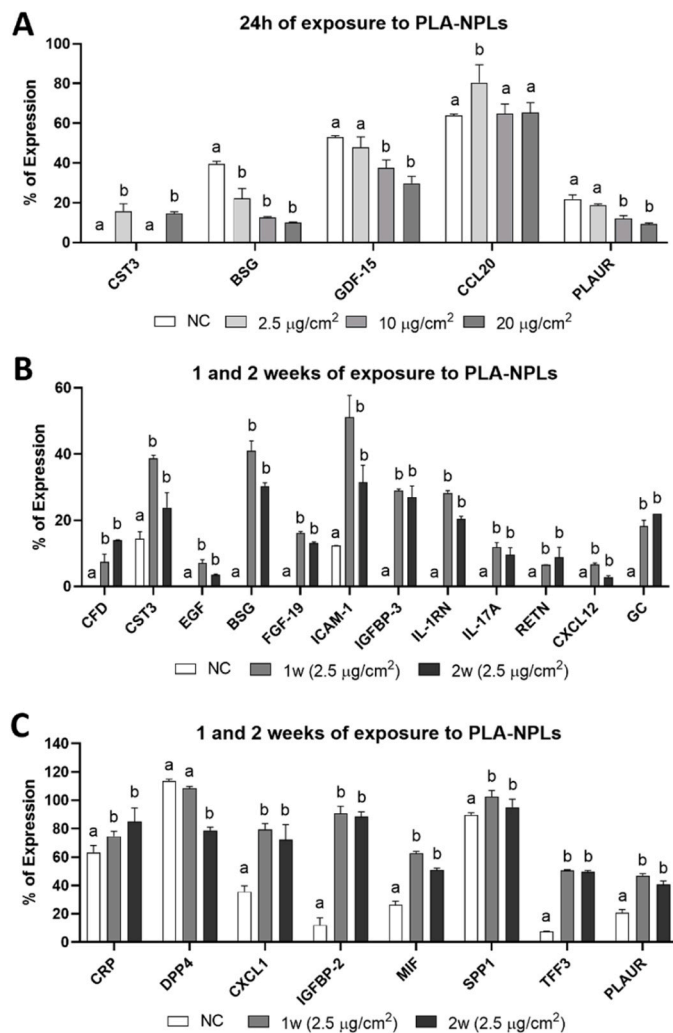 A
24h of exposure to PLA-NPLs
% of Expression
100
80
60
40
20
0
a b a b
a b b b
a a b b
a b a a
a a b b
CST3 BSG GDF-15 CCL20 PLAUR
NC 2.5 µg/cm² 10 µg/cm² 20 µg/cm²
B
1 and 2 weeks of exposure to PLA-NPLs
% of Expression
60
40
20
0
a b b
a b b
a b b
a b b
a b b
a b b
a b b
a b b
a b b
a b b
a b b
a b b
CFD CST3 EGF BSG FGF-19 ICAM-1 IGFBP-3 IL-1RN IL-17A RETN CXCL12 GC
NC 1w (2.5 µg/cm²) 2w (2.5 µg/cm²)
C
1 and 2 weeks of exposure to PLA-NPLs
% of Expression
140
120
100
80
60
40
20
0
a b b
a a b
a b b
a b b
a b b
a b b
a b b
a b b
CRP DPP4 CXCL1 IGFBP-2 MIF SPP1 TFF3 PLAUR
NC 1w (2.5 µg/cm²) 2w (2.5 µg/cm²)